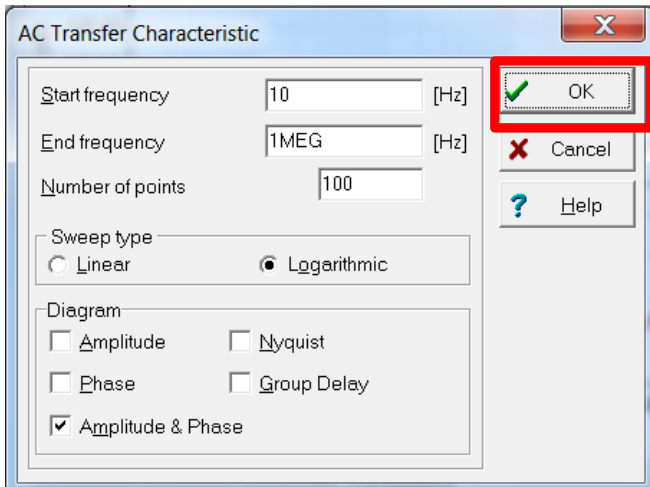 AC Transfer Characteristic
Start frequency 10 [Hz]
End frequency 1MEG [Hz]
Number of points 100
Sweep type
Linear Logarithmic
Diagram
Amplitude Nyquist
Phase Group Delay
Amplitude & Phase
OK
Cancel
Help